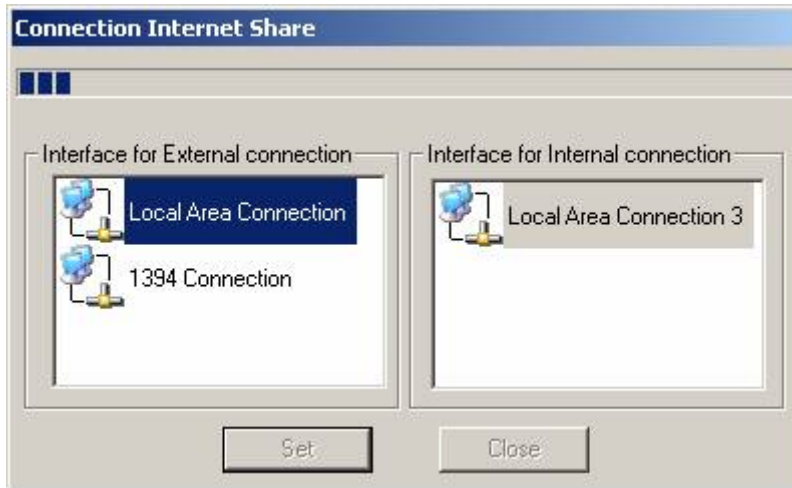 Connection Internet Share
Interface for External connection
Local Area Connection
1394 Connection
Interface for Internal connection
Local Area Connection 3
Set
Close